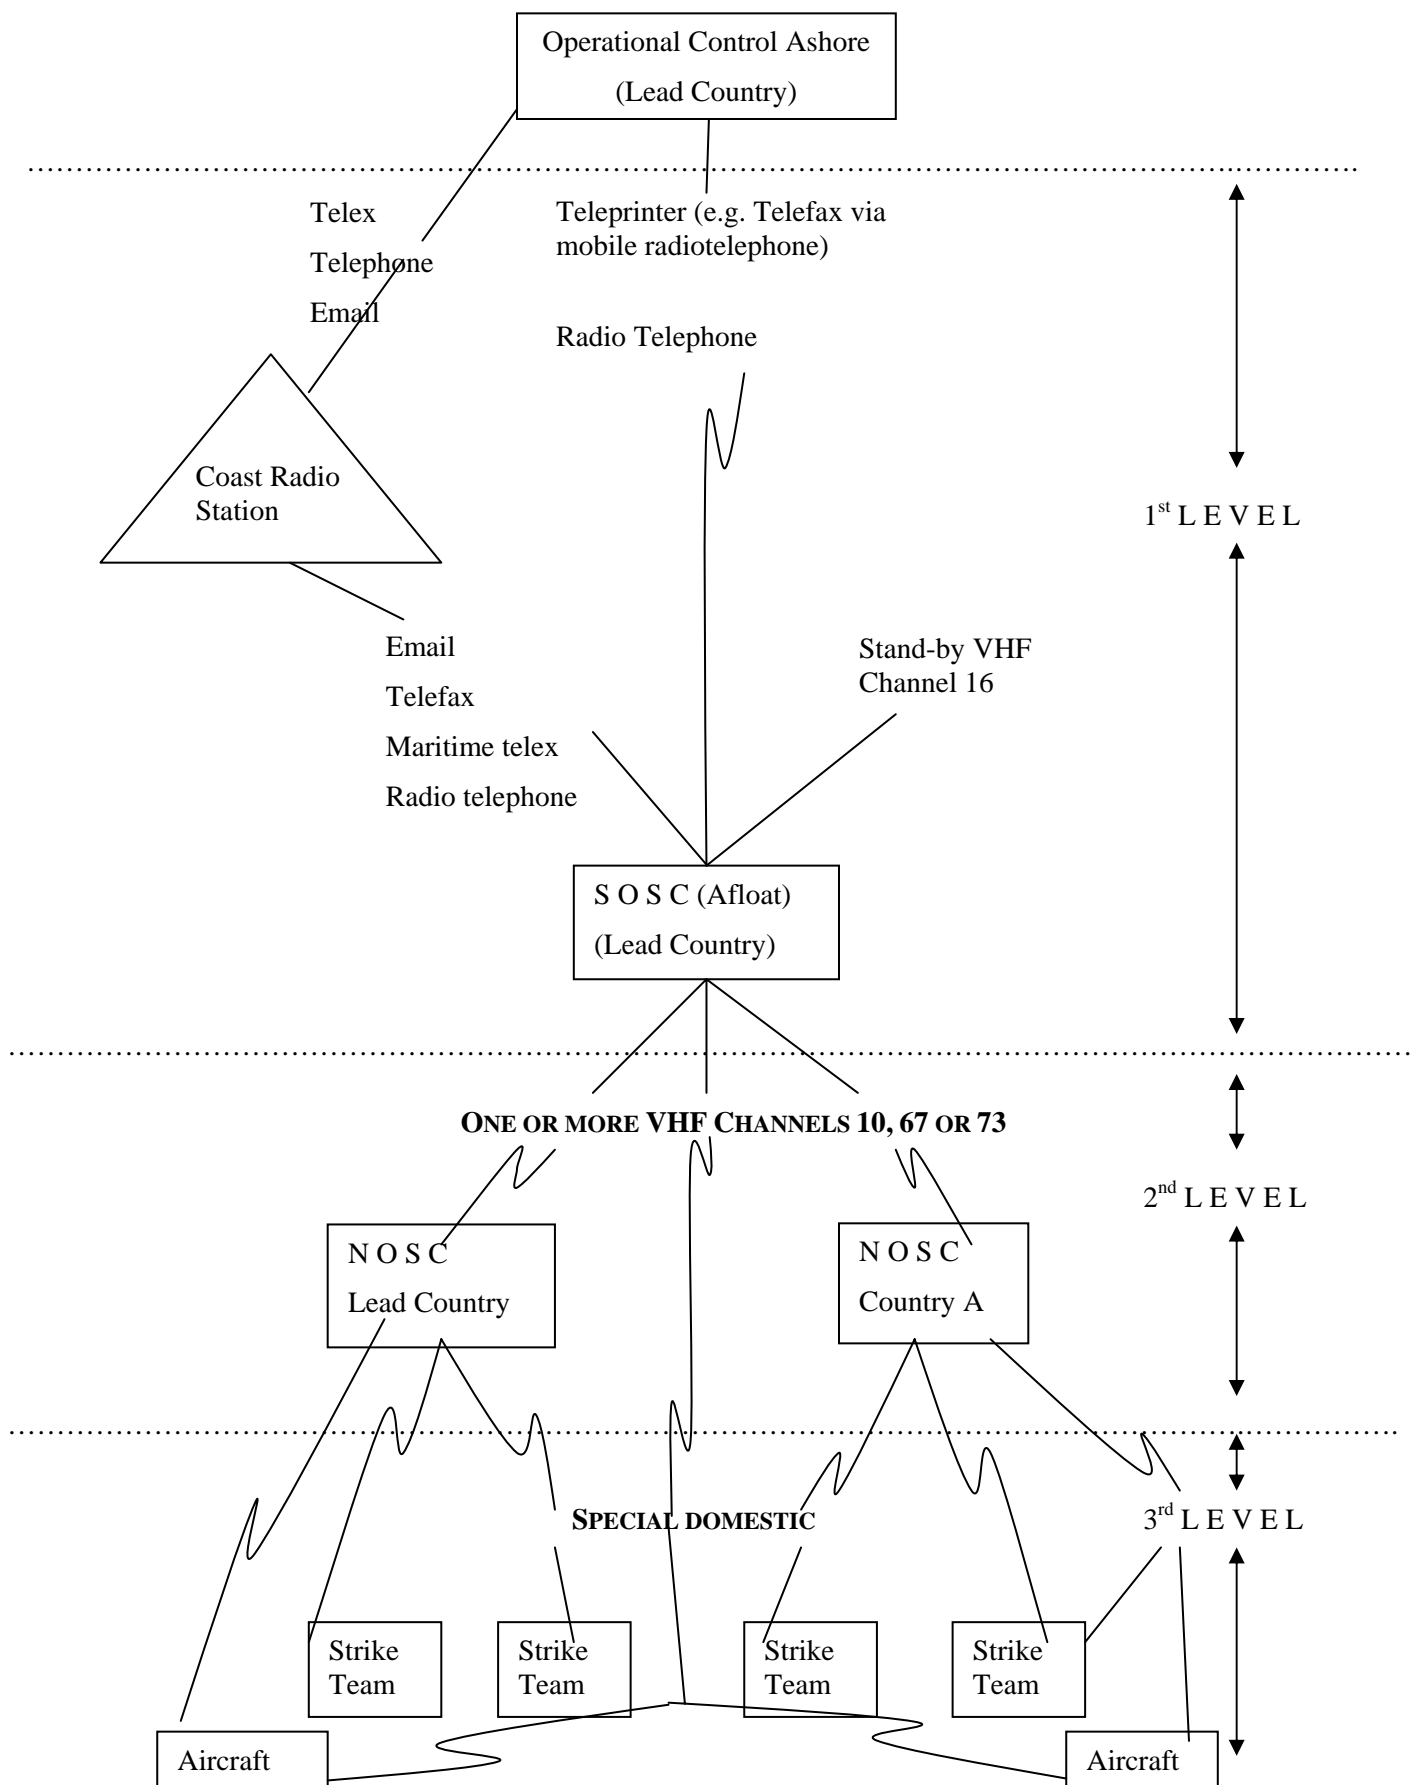 Operational Control Ashore
(Lead Country)
Telex
Telephone
Email
Teleprinter (e.g. Telefax via
mobile radiotelephone)
Radio Telephone
Coast Radio
Station
1st L E V E L
Email
Telefax
Maritime telex
Radio telephone
Stand-by VHF
Channel 16
S O S C (Afloat)
(Lead Country)
ONE OR MORE VHF CHANNELS 10, 67 OR 73
2nd L E V E L
N O S C
Lead Country
N O S C
Country A
SPECIAL DOMESTIC
3rd L E V E L
Strike
Team
Strike
Team
Strike
Team
Strike
Team
Aircraft
Aircraft